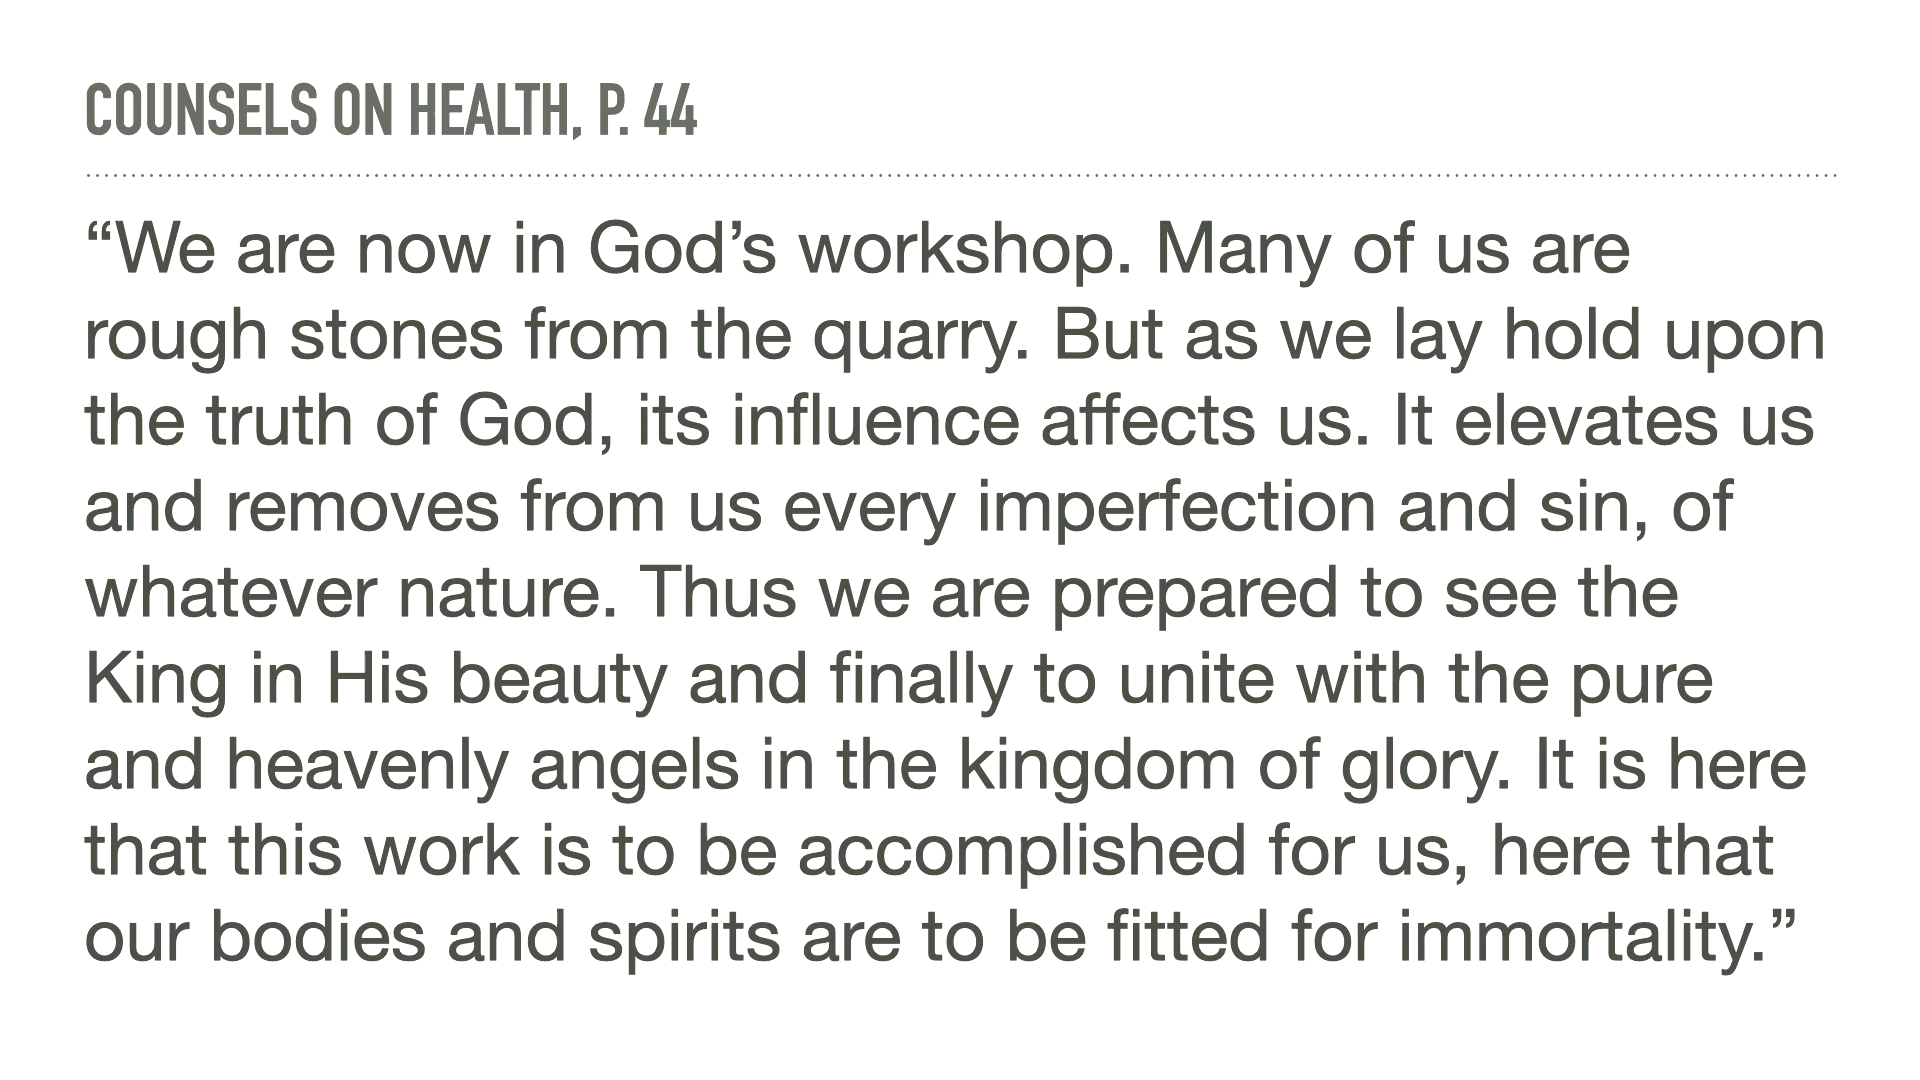 COUNSELS ON HEALTH, P. 44
“We are now in God’s workshop. Many of us are
rough stones from the quarry. But as we lay hold upon
the truth of God, its influence affects us. It elevates us
and removes from us every imperfection and sin, of
whatever nature. Thus we are prepared to see the
King in His beauty and finally to unite with the pure
and heavenly angels in the kingdom of glory. It is here
that this work is to be accomplished for us, here that
our bodies and spirits are to be fitted for immortality.”